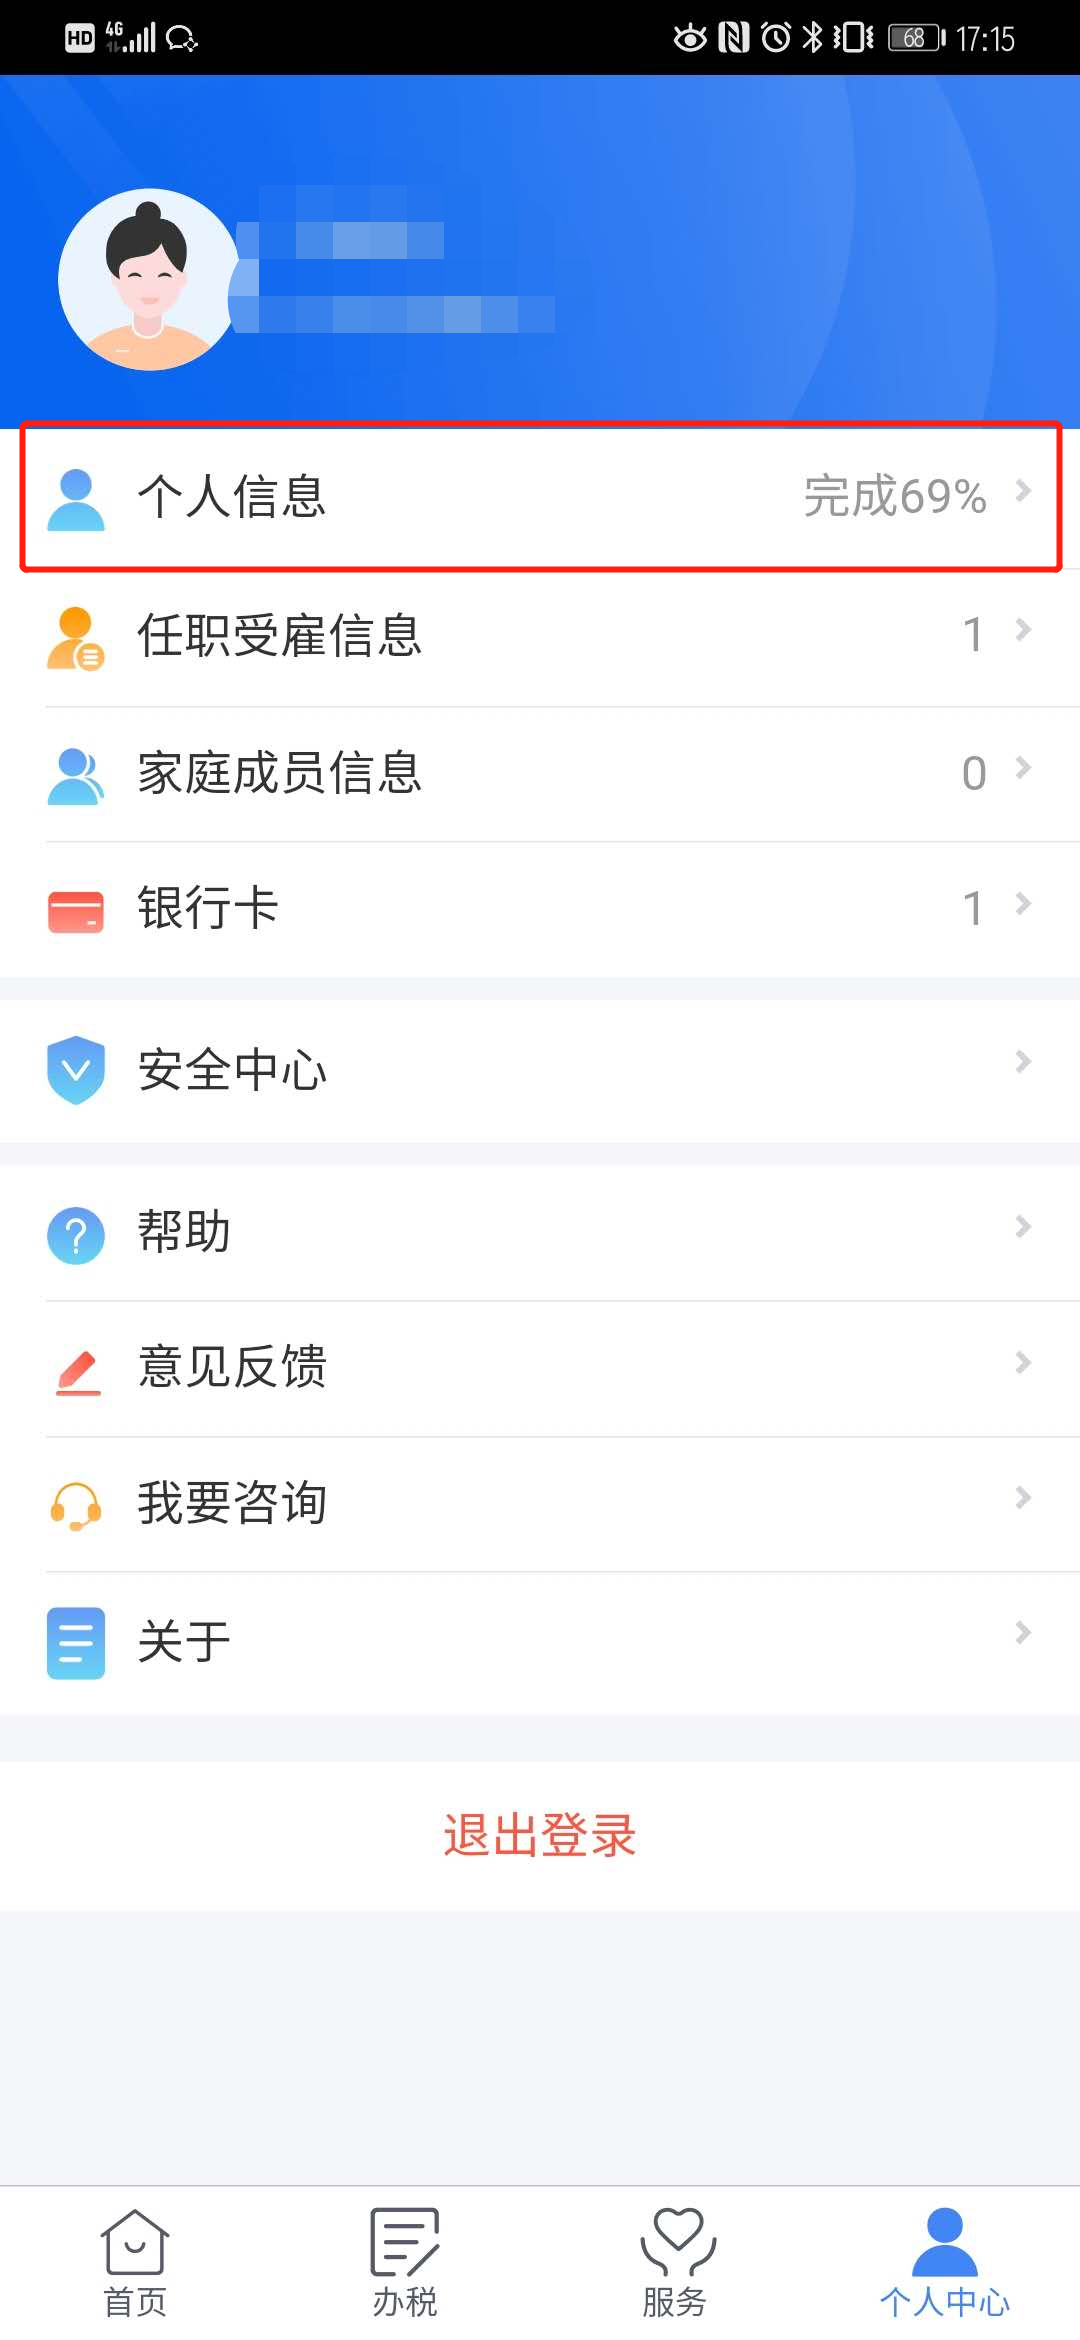 HD 4G 68 17:15
个人信息 完成69%
任职受雇信息 1
家庭成员信息 0
银行卡 1
安全中心
帮助
意见反馈
我要咨询
关于
退出登录
首页 办税 服务 个人中心